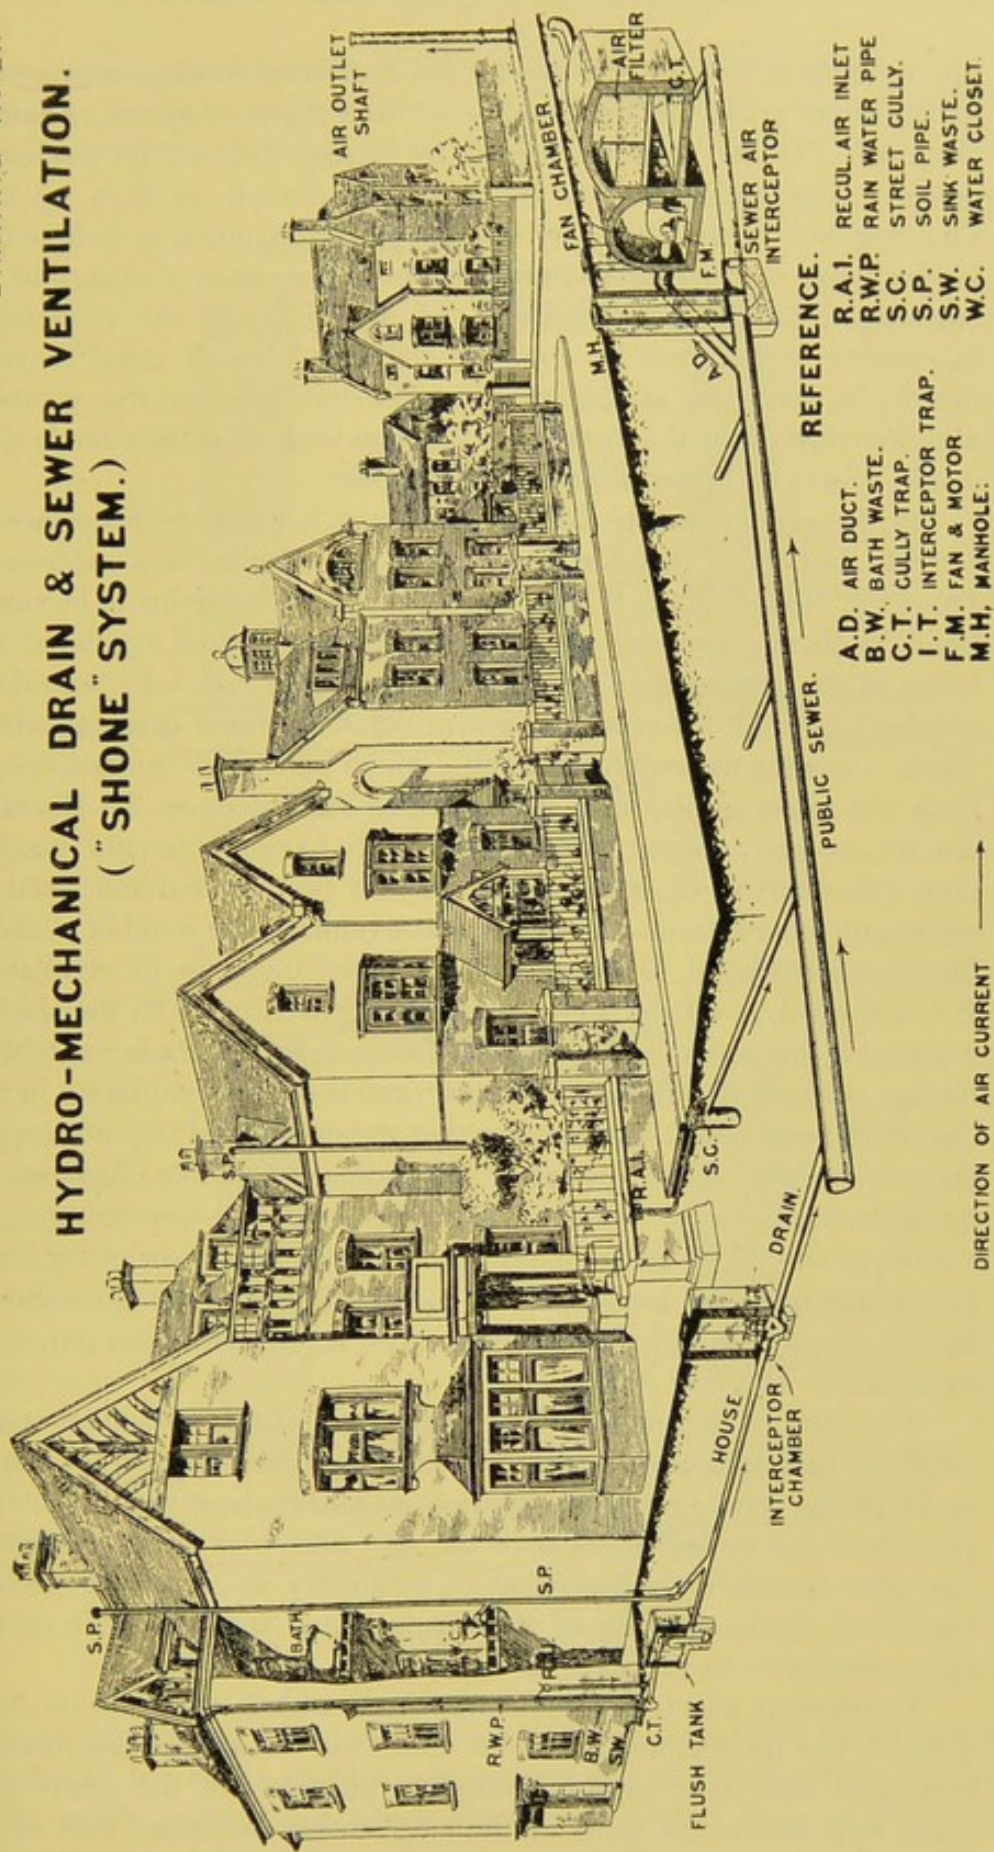 HYDRO-MECHANICAL DRAIN & SEWER VENTILATION.
("SHONE" SYSTEM.)
AIR OUTLET
SHAFT
S.P.
S.P.
BATH
S.P.
R.W.P.
B.W.
S.W.
G.T.
FLUSH TANK
HOUSE DRAIN.
INTERCEPTOR
CHAMBER
I.T.
R.A.I.
S.G.
PUBLIC SEWER.
M.H.
FAN CHAMBER
AIR
FILTER
G.T.
F.M.
A.D.
SEWER AIR
INTERCEPTOR
REFERENCE.
A.D. AIR DUCT.
B.W. BATH WASTE.
G.T. GULLY TRAP.
I.T. INTERCEPTOR TRAP.
F.M. FAN & MOTOR
M.H. MANHOLE.
R.A.I. REGUL. AIR INLET
R.W.P. RAIN WATER PIPE
S.G. STREET GULLY.
S.P. SOIL PIPE.
S.W. SINK WASTE.
W.C. WATER CLOSET.
DIRECTION OF AIR CURRENT